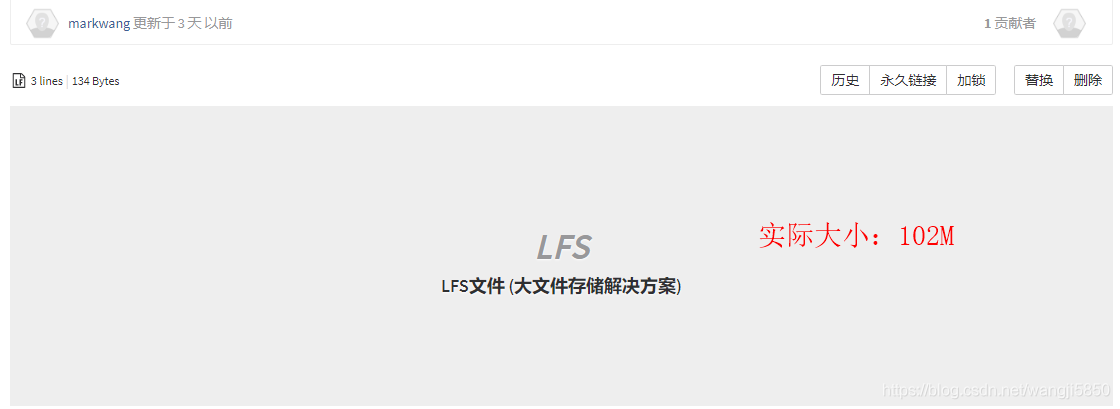 markwang 更新于 3 天 以前
1 贡献者
LF 3 lines | 134 Bytes
历史 永久链接 加锁 替换 删除
实际大小：102M
LFS
LFS文件 (大文件存储解决方案)
https://blog.csdn.net/wangji5850